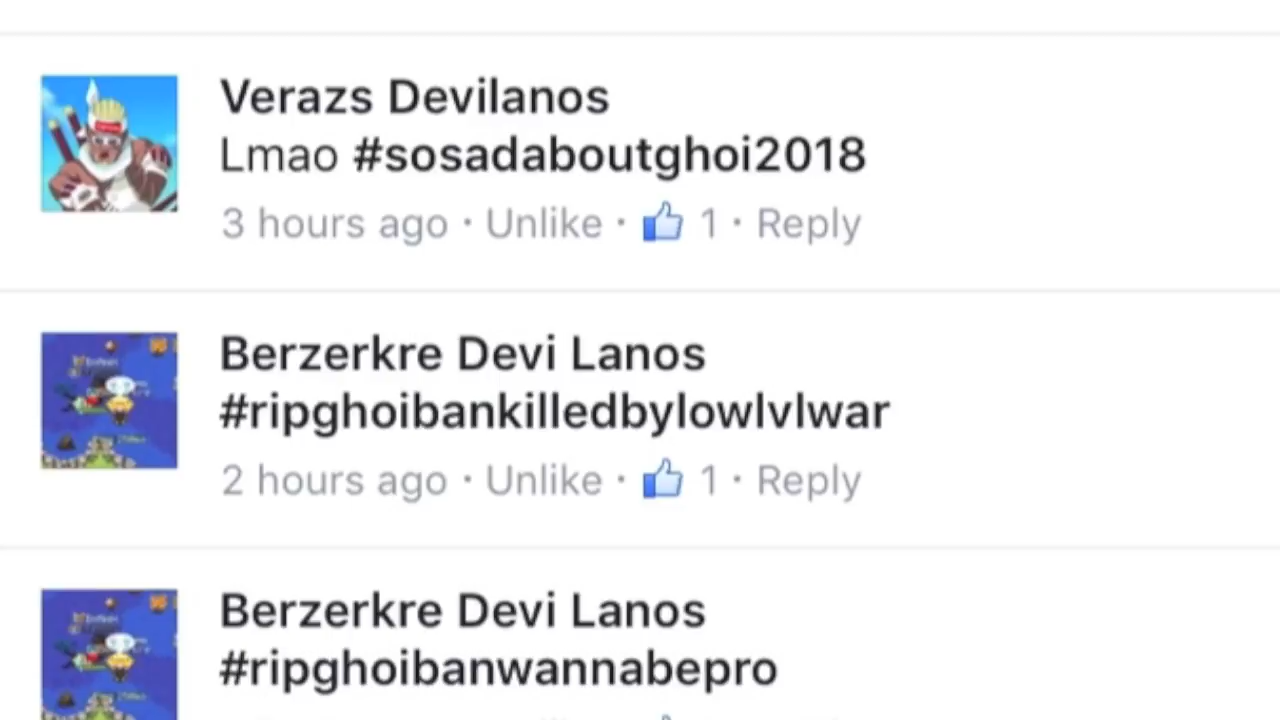 Verazs Devilanos
Lmao #sosadaboutghoi2018
3 hours ago · Unlike · 1 · Reply
Berzerkre Devi Lanos
#ripghoibankilledbylowlvlwar
2 hours ago · Unlike · 1 · Reply
Berzerkre Devi Lanos
#ripghoibanwannabepro